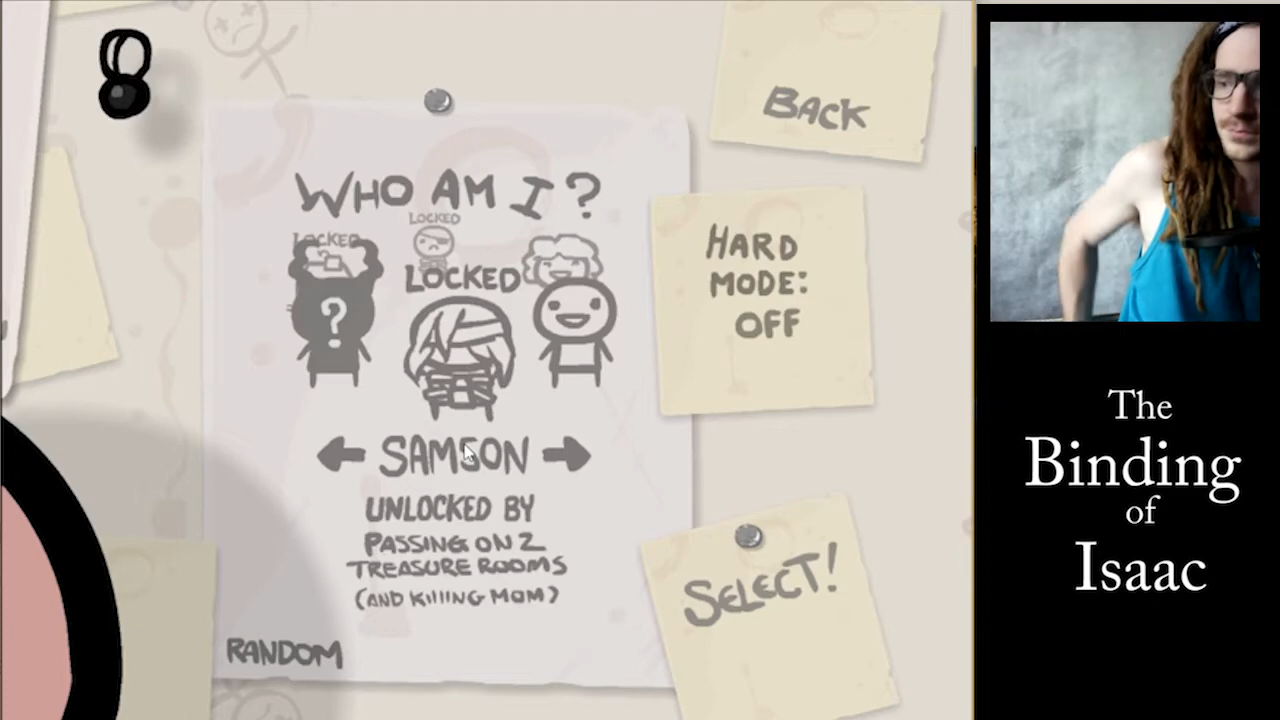 BACK
WHO AM I?
LOCKED
LOCKED
LOCKED
?
HARD
MODE:
OFF
SAMSON
UNLOCKED BY
PASSING ON 2
TREASURE ROOMS
(AND KILLING MOM)
SELECT!
RANDOM
The
Binding
of
Isaac